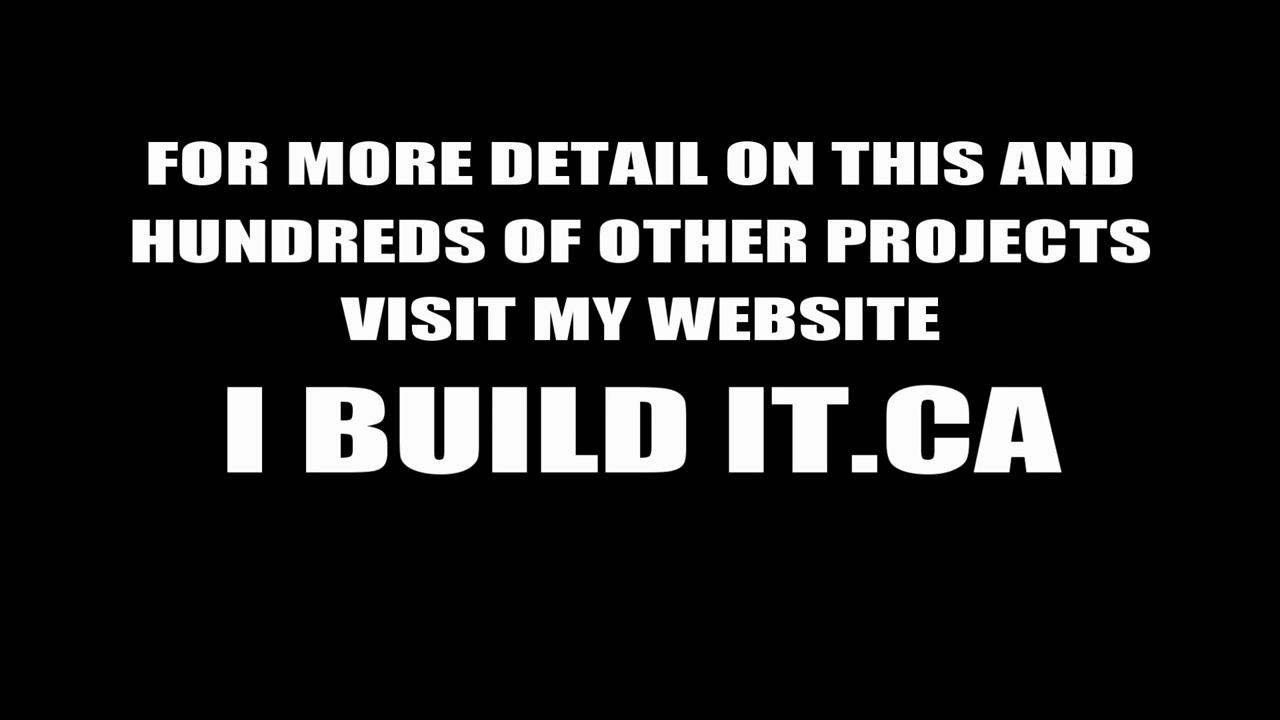 FOR MORE DETAIL ON THIS AND
HUNDREDS OF OTHER PROJECTS
VISIT MY WEBSITE
I BUILD IT.CA